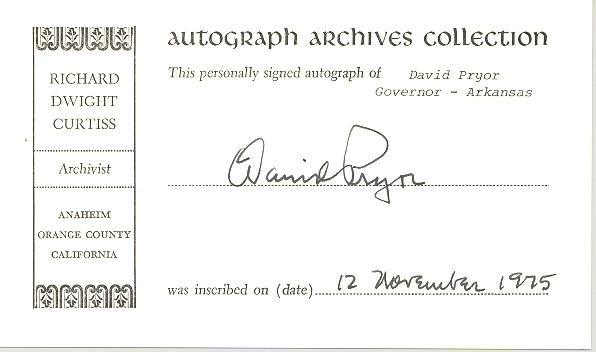 RICHARD
DWIGHT
CURTISS
Archivist
ANAHEIM
ORANGE COUNTY
CALIFORNIA
AUTOGRAPH ARCHIVES COLLECTION
This personally signed autograph of David Pryor
Governor - Arkansas
David Pryor
was inscribed on (date) 12 November 1975